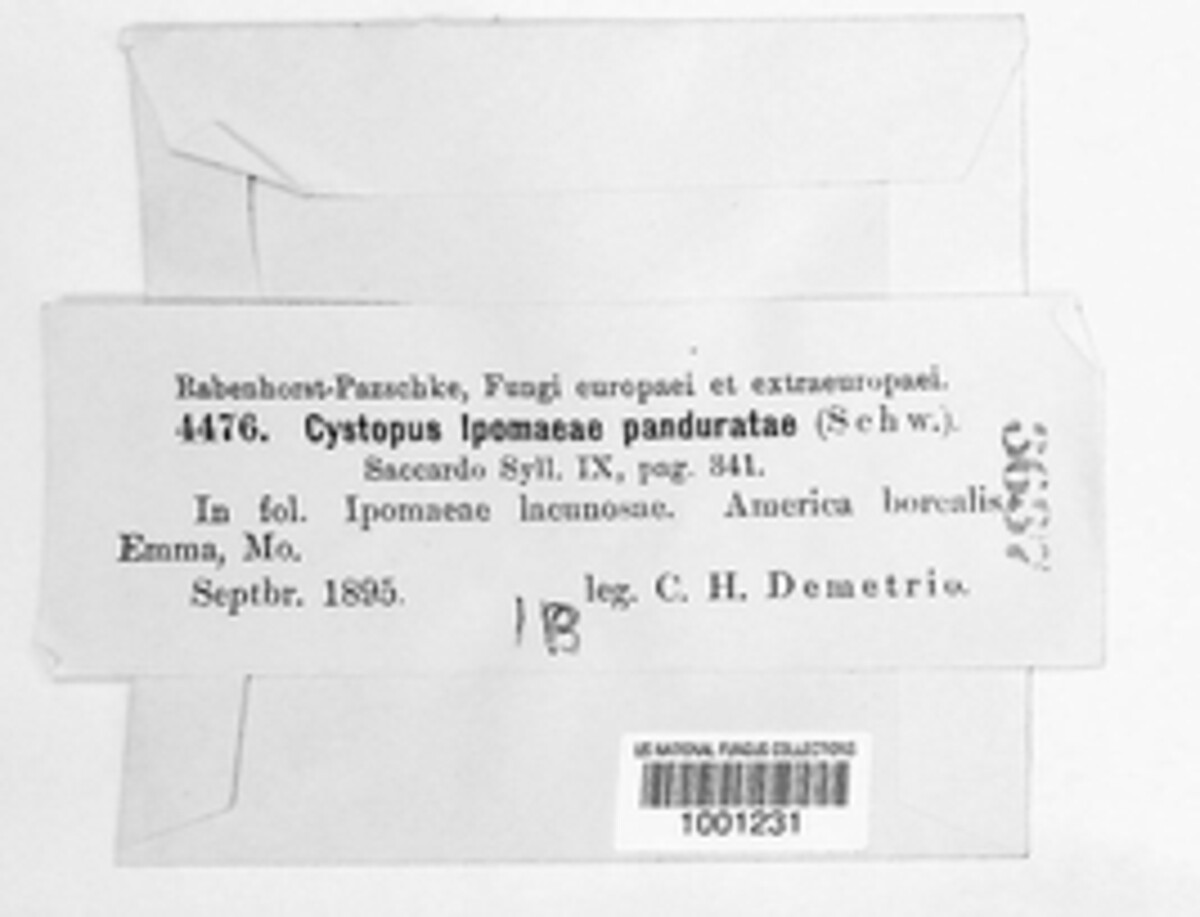 Rabenhorst-Pazschke, Fungi europaei et extraeuropaei.
4476. Cystopus Ipomaeae panduratae (Schw.).
Saccardo Syll. IX, pag. 341.
In fol. Ipomaeae lacunosae. America borealis,
Emma, Mo.
Septbr. 1895. leg. C. H. Demetrio.
1B
US NATIONAL FUNGUS COLLECTIONS
1001231